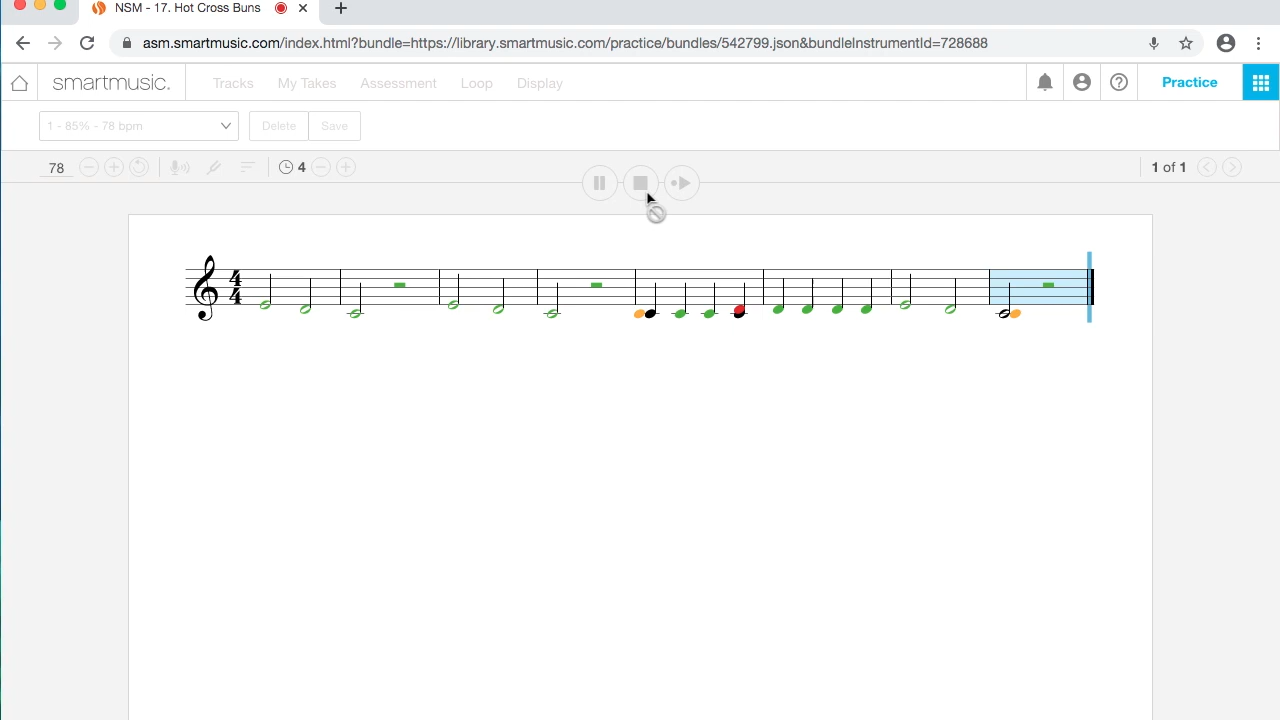 NSM - 17. Hot Cross Buns
asm.smartmusic.com/index.html?bundle=https://library.smartmusic.com/practice/bundles/542799.json&bundleInstrumentId=728688
smartmusic. Tracks My Takes Assessment Loop Display Practice
1 - 85% - 78 bpm Delete Save
78 4 1 of 1
4
4